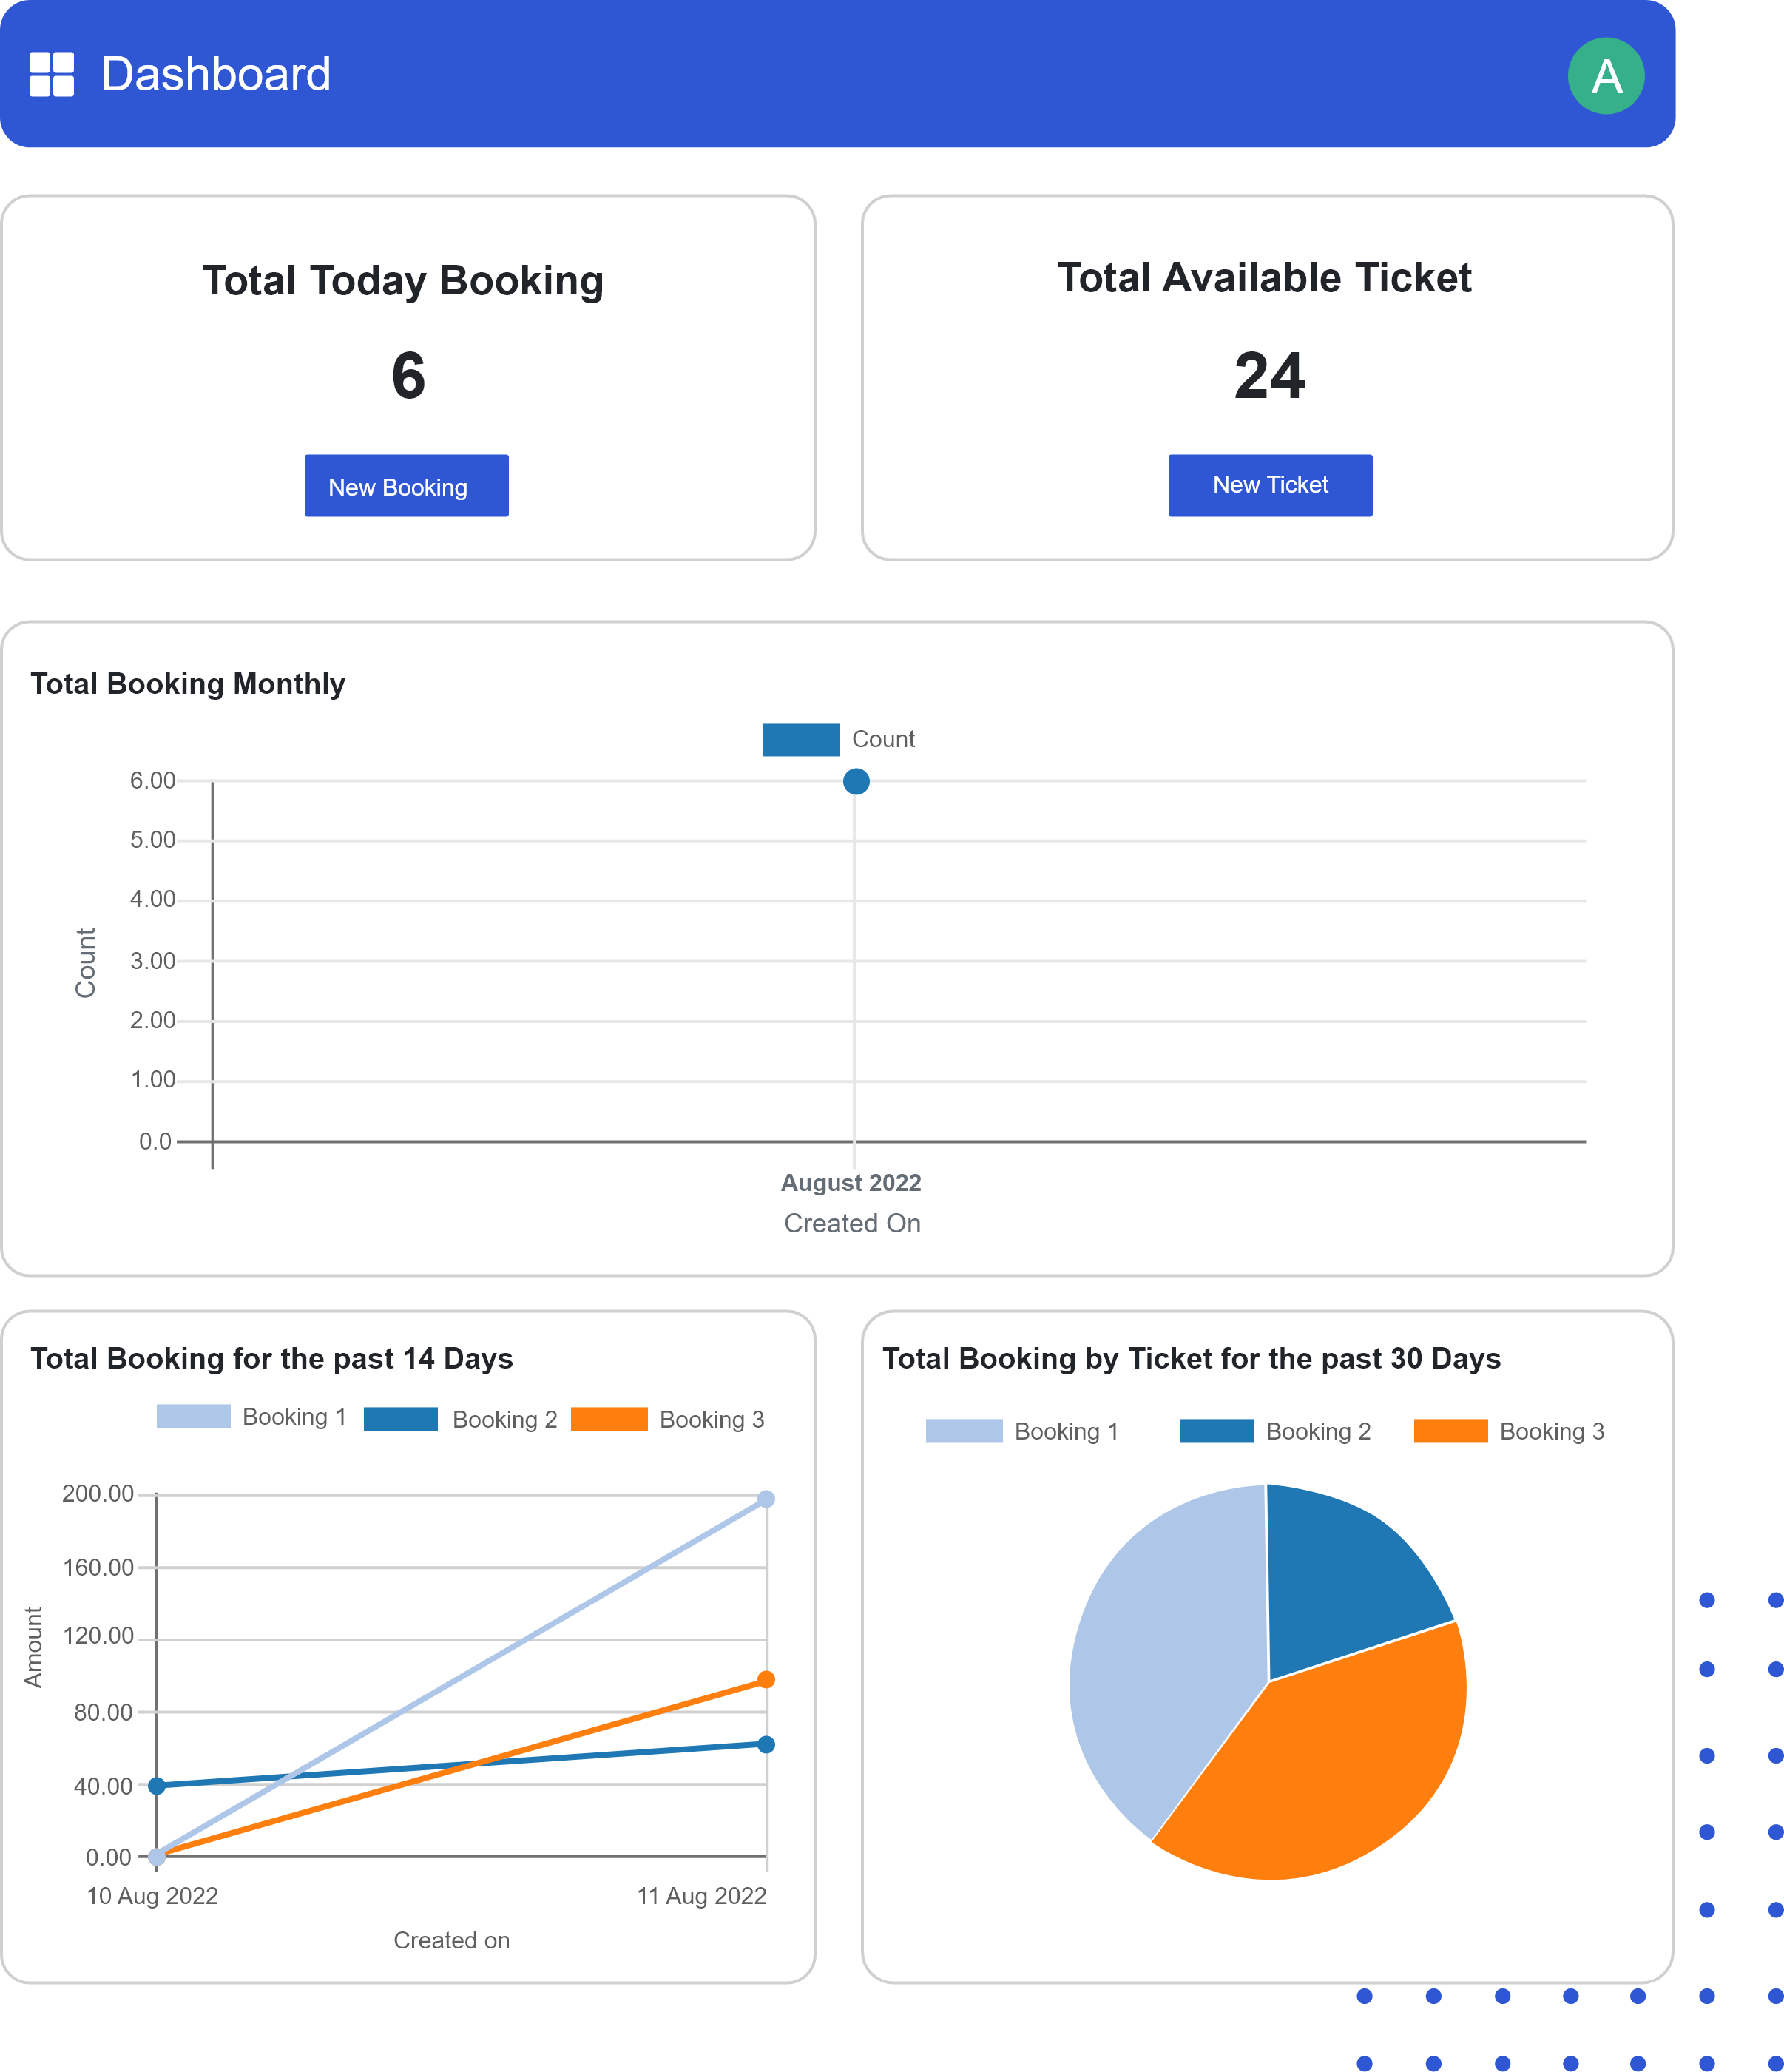 Dashboard
A
Total Today Booking
6
New Booking
Total Available Ticket
24
New Ticket
Total Booking Monthly
Count
6.00
5.00
4.00
3.00
2.00
1.00
0.0
Count
August 2022
Created On
Total Booking for the past 14 Days
Booking 1
Booking 2
Booking 3
200.00
160.00
120.00
80.00
40.00
0.00
Amount
10 Aug 2022
11 Aug 2022
Created on
Total Booking by Ticket for the past 30 Days
Booking 1
Booking 2
Booking 3